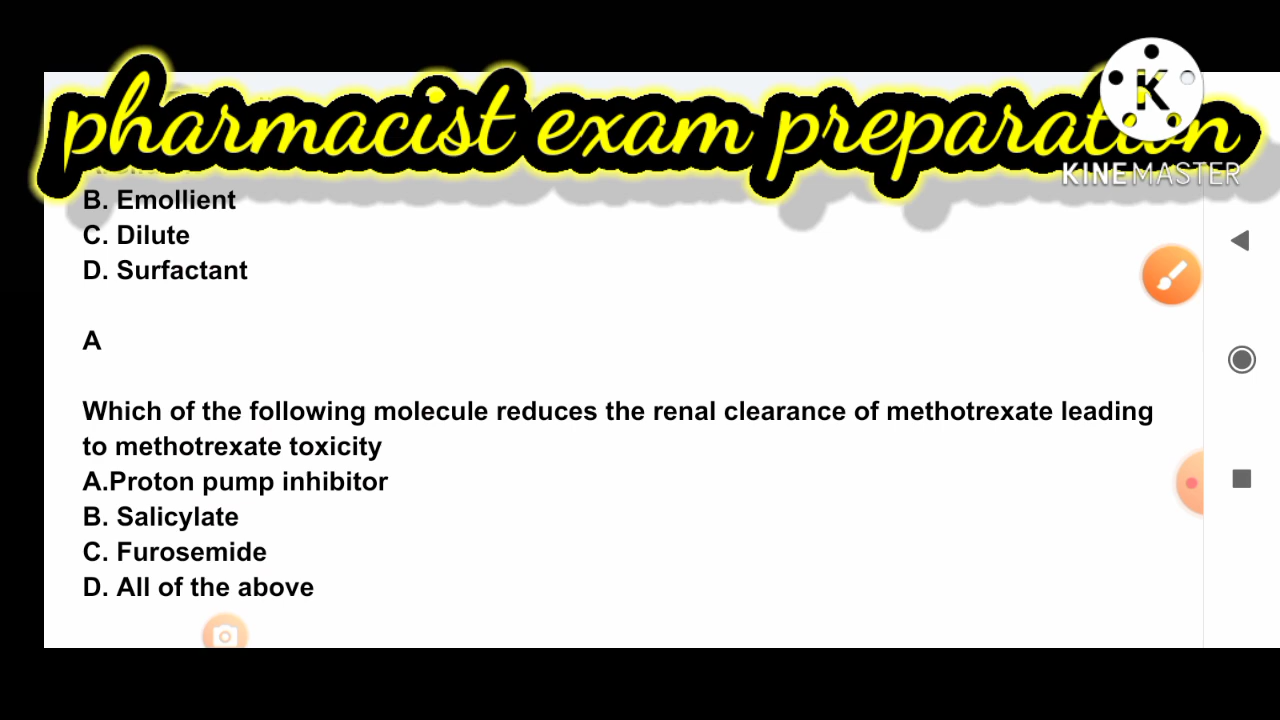 pharmacist exam preparation
K
KINEMASTER
B. Emollient
C. Dilute
D. Surfactant
A
Which of the following molecule reduces the renal clearance of methotrexate leading
to methotrexate toxicity
A.Proton pump inhibitor
B. Salicylate
C. Furosemide
D. All of the above